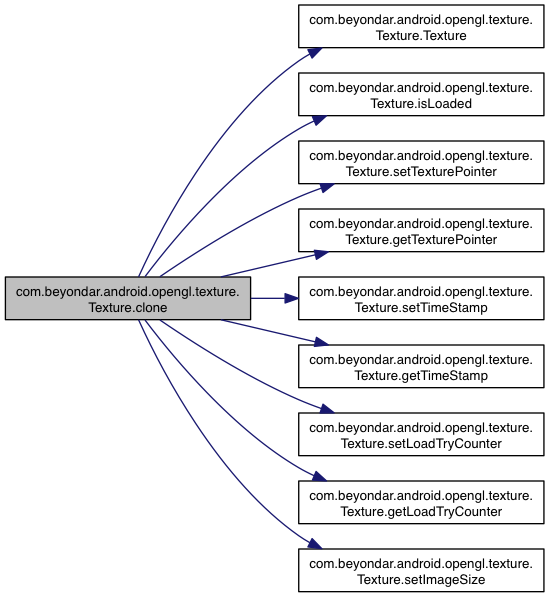 com.beyondar.android.opengl.texture.
Texture.Texture
com.beyondar.android.opengl.texture.
Texture.isLoaded
com.beyondar.android.opengl.texture.
Texture.setTexturePointer
com.beyondar.android.opengl.texture.
Texture.getTexturePointer
com.beyondar.android.opengl.texture.
Texture.clone
com.beyondar.android.opengl.texture.
Texture.setTimeStamp
com.beyondar.android.opengl.texture.
Texture.getTimeStamp
com.beyondar.android.opengl.texture.
Texture.setLoadTryCounter
com.beyondar.android.opengl.texture.
Texture.getLoadTryCounter
com.beyondar.android.opengl.texture.
Texture.setImageSize